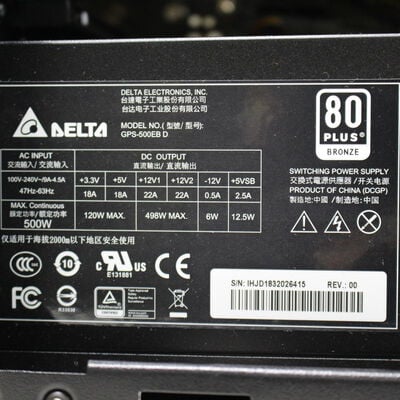 DELTA ELECTRONICS, INC.
台達電子工業股份有限公司
台达电子工业股份有限公司
MODEL NO.( 型號/ 型号):
GPS-500EB D
DELTA
80
PLUS
BRONZE
AC INPUT
交流輸入/ 交流输入
DC OUTPUT
直流輸出/ 直流输出
100V-240V~/9A-4.5A
47Hz-63Hz
+3.3V +5V +12V1 +12V2 -12V +5VSB
18A 18A 22A 22A 0.5A 2.5A
Max. Continuous
額定功率/ 额定功率
500W
120W MAX. 498W MAX. 6W 12.5W
仅适用于海拔2000m以下地区安全使用
SWITCHING POWER SUPPLY
交換式電源供應器 / 开关电源
PRODUCT OF CHINA (DCGP)
製造地: 中國 制造地: 中国
CCC
10
c UR US
E131881
CE
FC
R33030
S/N: IHJD1832026415 REV.: 00